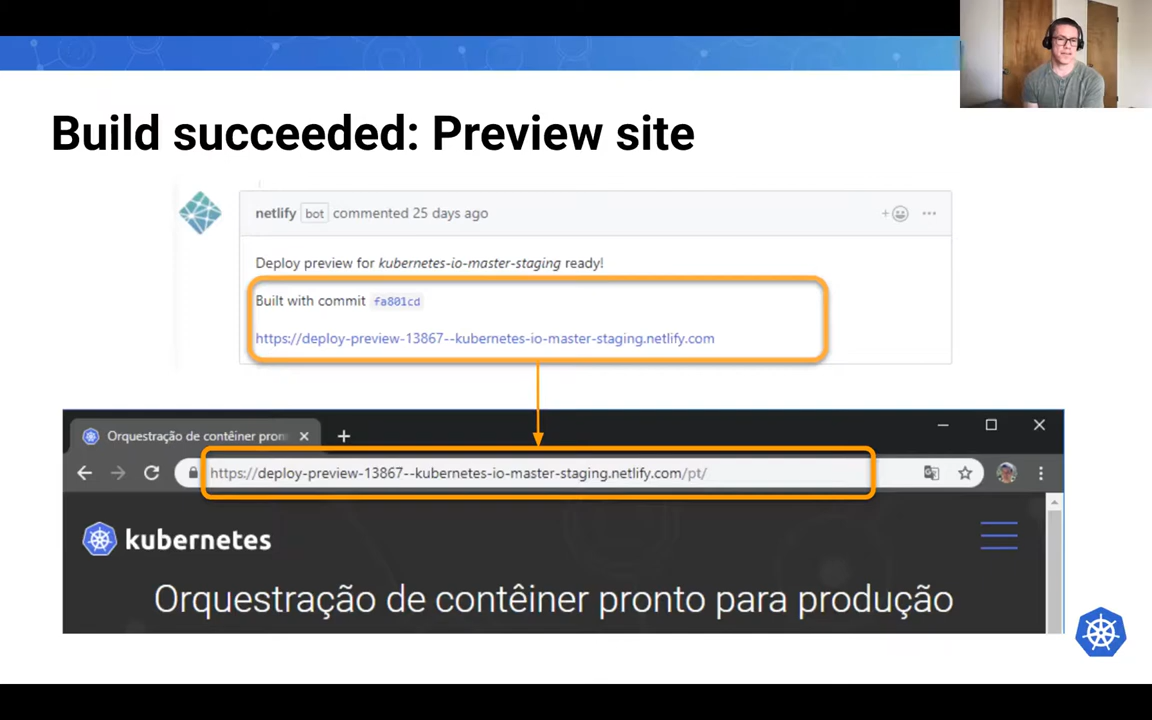 Build succeeded: Preview site
netlify bot commented 25 days ago
Deploy preview for kubernetes-io-master-staging ready!
Built with commit fa801cd
https://deploy-preview-13867--kubernetes-io-master-staging.netlify.com
Orquestração de contêiner pron
https://deploy-preview-13867--kubernetes-io-master-staging.netlify.com/pt/
kubernetes
Orquestração de contêiner pronto para produção